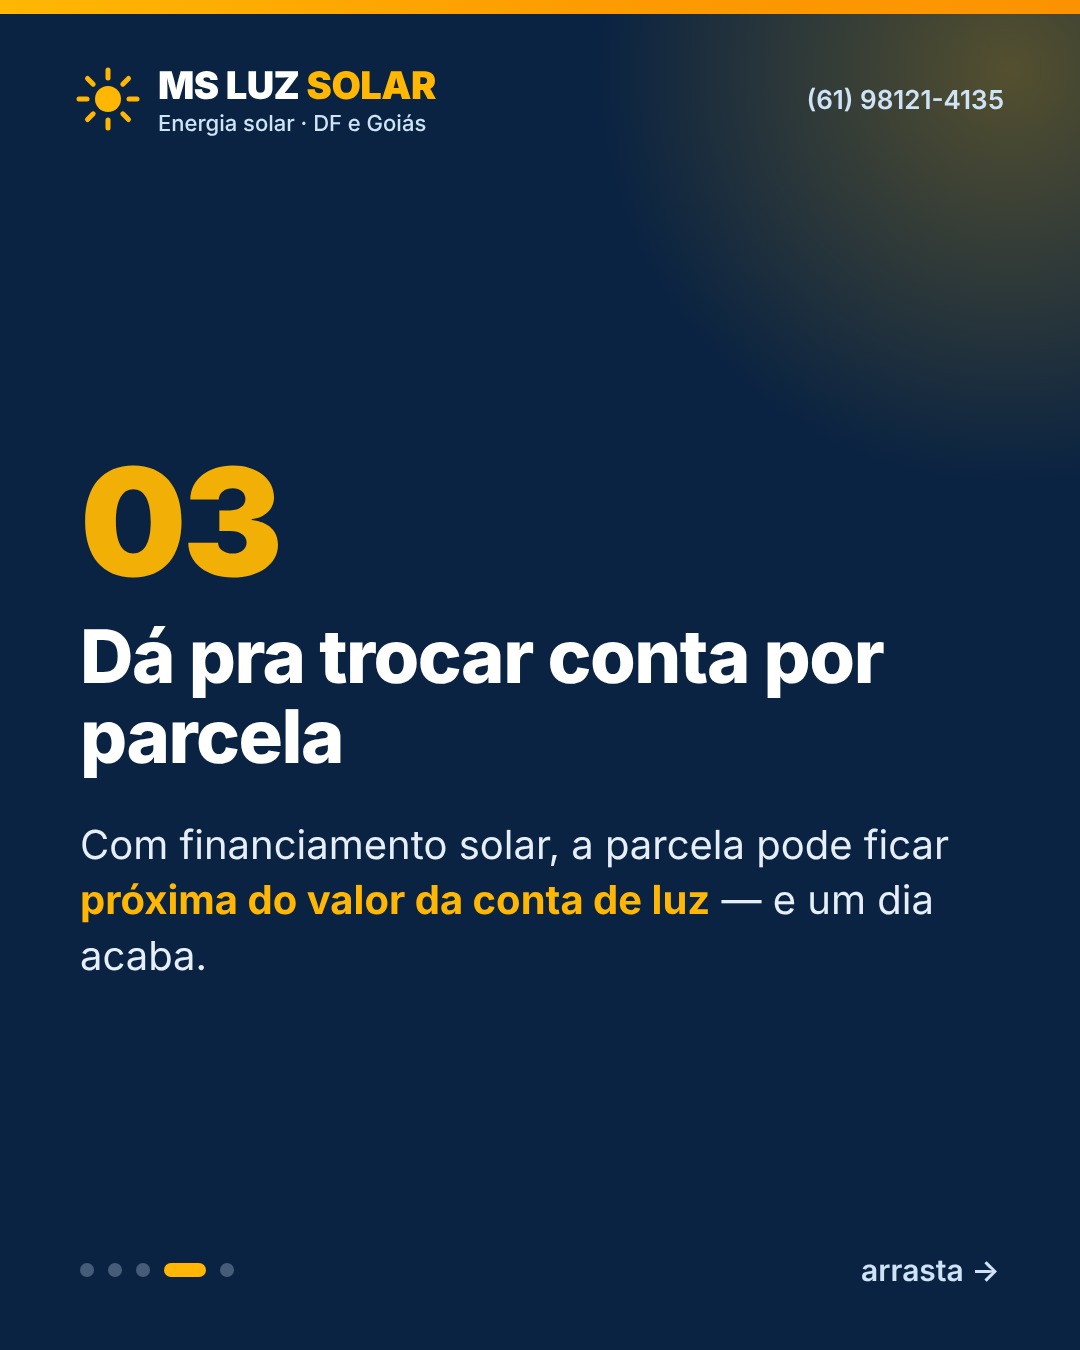 MS LUZ SOLAR
Energia solar · DF e Goiás
(61) 98121-4135
03
Dá pra trocar conta por
parcela
Com financiamento solar, a parcela pode ficar
próxima do valor da conta de luz — e um dia
acaba.
arrasta →